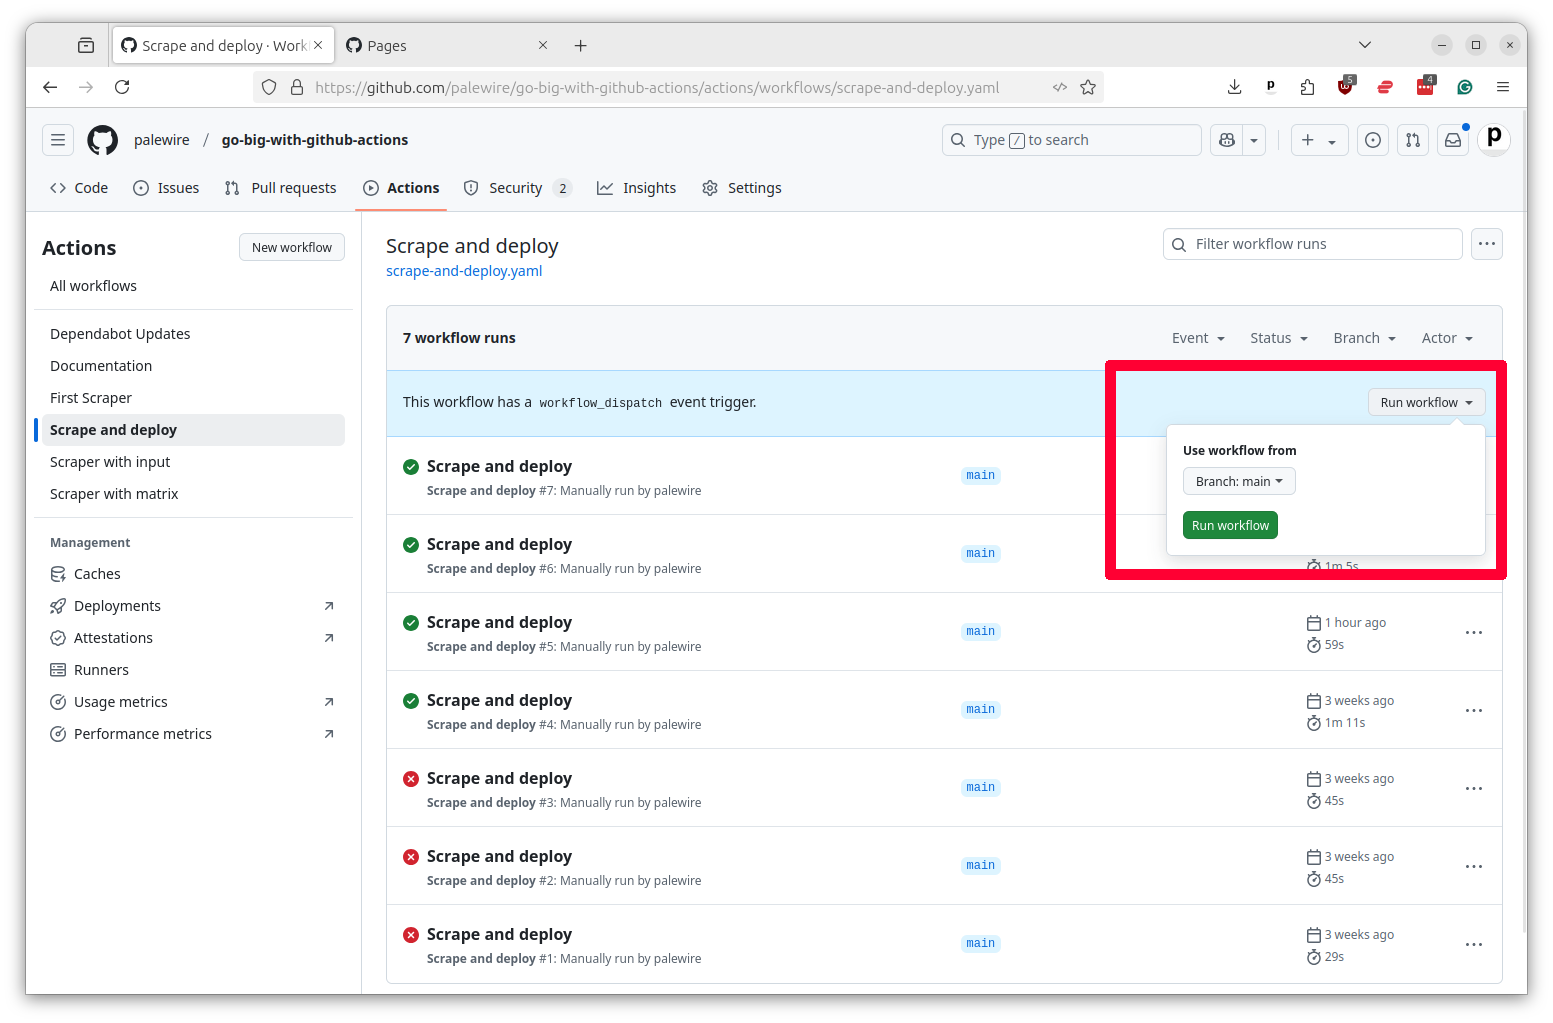 Scrape and deploy · Work
Pages
https://github.com/palewire/go-big-with-github-actions/actions/workflows/scrape-and-deploy.yaml
p
5
4
palewire / go-big-with-github-actions
Type / to search
p
Code
Issues
Pull requests
Actions
Security 2
Insights
Settings
Actions
New workflow
All workflows
Dependabot Updates
Documentation
First Scraper
Scrape and deploy
Scraper with input
Scraper with matrix
Management
Caches
Deployments
Attestations
Runners
Usage metrics
Performance metrics
Scrape and deploy
scrape-and-deploy.yaml
Filter workflow runs
7 workflow runs
Event
Status
Branch
Actor
This workflow has a workflow_dispatch event trigger.
Run workflow
Use workflow from
Branch: main
Run workflow
Scrape and deploy
Scrape and deploy #7: Manually run by palewire
main
Scrape and deploy
Scrape and deploy #6: Manually run by palewire
main
1m 5s
Scrape and deploy
Scrape and deploy #5: Manually run by palewire
main
1 hour ago
59s
Scrape and deploy
Scrape and deploy #4: Manually run by palewire
main
3 weeks ago
1m 11s
Scrape and deploy
Scrape and deploy #3: Manually run by palewire
main
3 weeks ago
45s
Scrape and deploy
Scrape and deploy #2: Manually run by palewire
main
3 weeks ago
45s
Scrape and deploy
Scrape and deploy #1: Manually run by palewire
main
3 weeks ago
29s